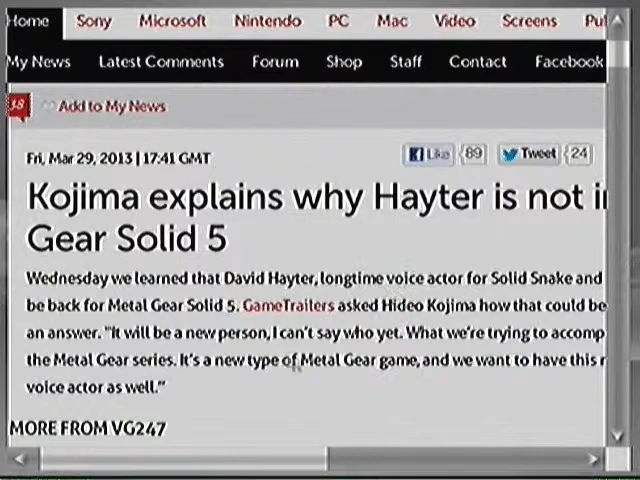 Home Sony Microsoft Nintendo PC Mac Video Screens
My News Latest Comments Forum Shop Staff Contact Facebook
38 Add to My News
Fri, Mar 29, 2013 | 17:41 GMT
Like 89 Tweet 24
Kojima explains why Hayter is not in
Gear Solid 5
Wednesday we learned that David Hayter, longtime voice actor for Solid Snake and
be back for Metal Gear Solid 5. GameTrailers asked Hideo Kojima how that could be
an answer. "It will be a new person, I can't say who yet. What we're trying to accomp
the Metal Gear series. It's a new type of Metal Gear game, and we want to have this r
voice actor as well."
MORE FROM VG247